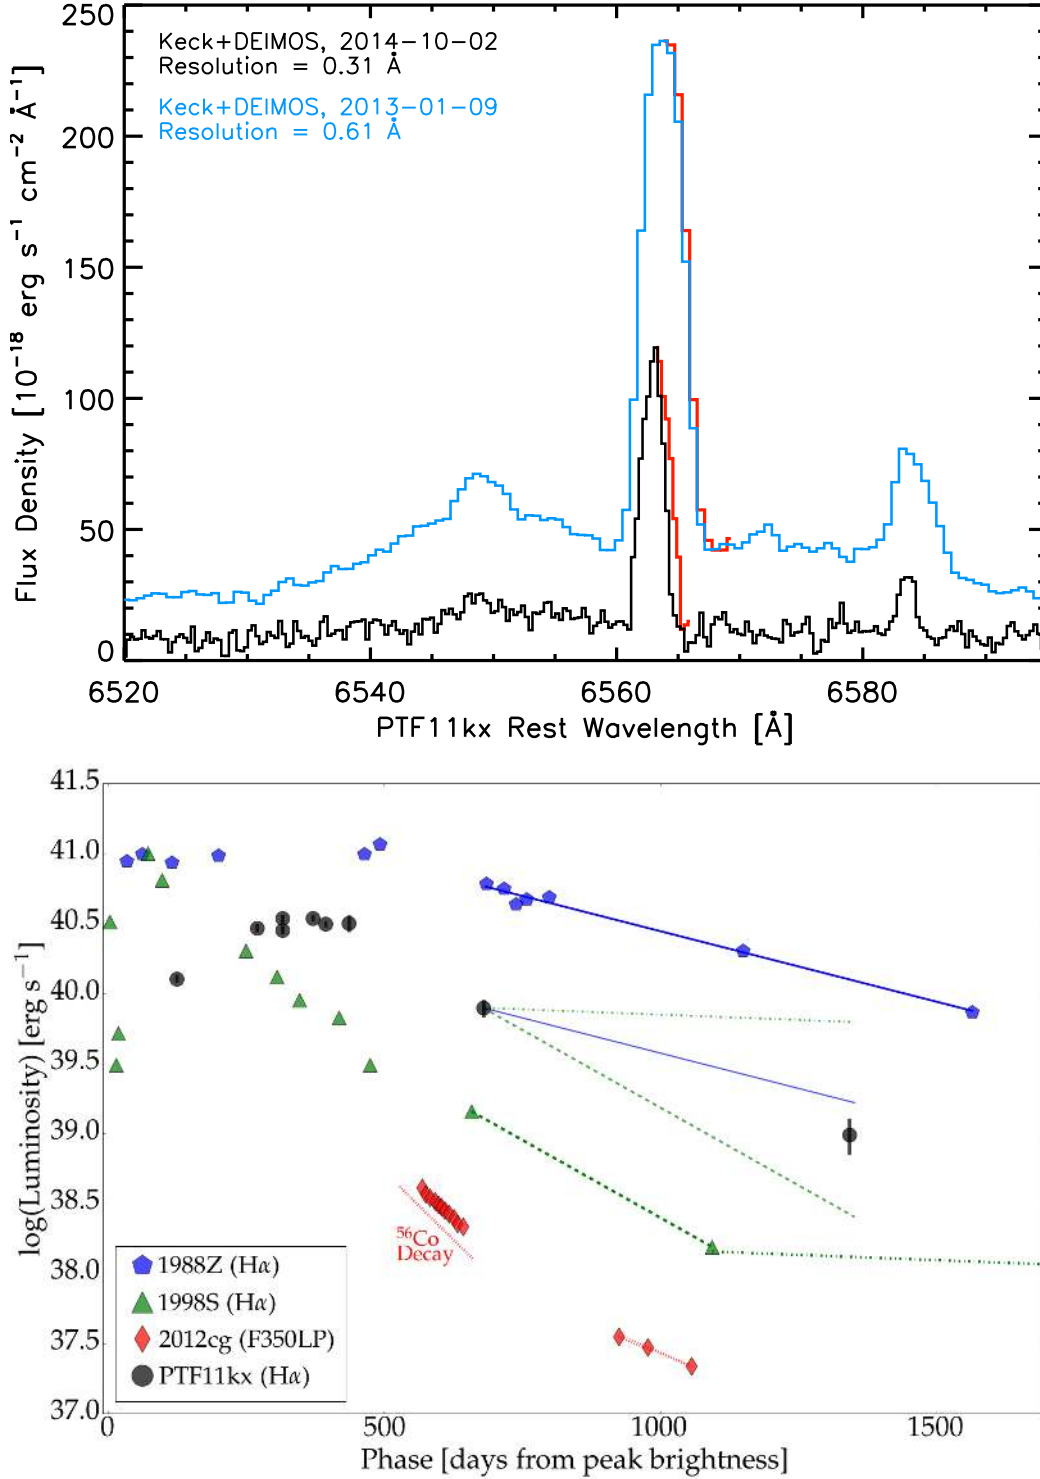 250
200
150
100
50
0
Flux Density [10⁻¹⁸ erg s⁻¹ cm⁻² Å⁻¹]
Keck+DEIMOS, 2014-10-02
Resolution = 0.31 Å
Keck+DEIMOS, 2013-01-09
Resolution = 0.61 Å
6520 6540 6560 6580
PTF11kx Rest Wavelength [Å]
41.5
41.0
40.5
40.0
39.5
39.0
38.5
38.0
37.5
37.0
log(Luminosity) [erg s⁻¹]
⁵⁶Co
Decay
1988Z (Hα)
1998S (Hα)
2012cg (F350LP)
PTF11kx (Hα)
0 500 1000 1500
Phase [days from peak brightness]